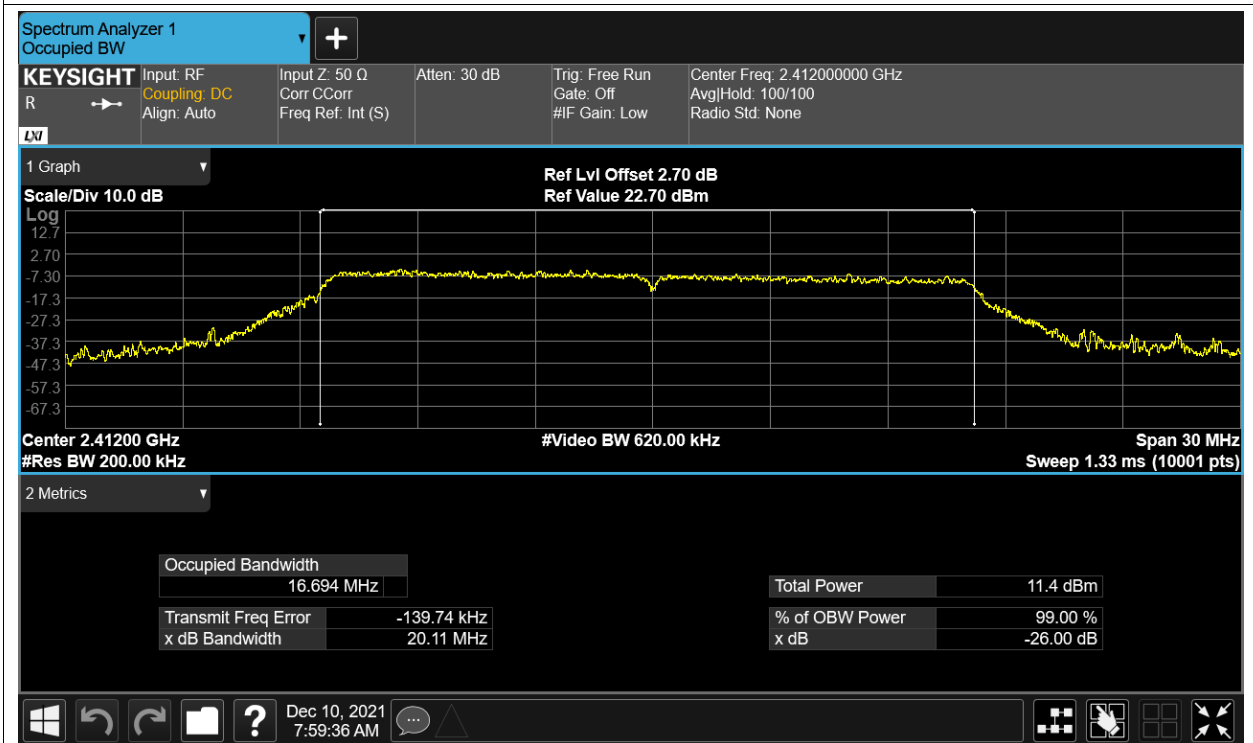 Spectrum Analyzer 1
Occupied BW
KEYSIGHT
R
LXI
Input: RF
Coupling: DC
Align: Auto
Input Z: 50 Ω
Corr CCorr
Freq Ref: Int (S)
Atten: 30 dB
Trig: Free Run
Gate: Off
#IF Gain: Low
Center Freq: 2.412000000 GHz
Avg|Hold: 100/100
Radio Std: None
1 Graph
Scale/Div 10.0 dB
Ref Lvl Offset 2.70 dB
Ref Value 22.70 dBm
Log
12.7
2.70
-7.30
-17.3
-27.3
-37.3
-47.3
-57.3
-67.3
Center 2.41200 GHz
#Video BW 620.00 kHz
Span 30 MHz
#Res BW 200.00 kHz
Sweep 1.33 ms (10001 pts)
2 Metrics
Occupied Bandwidth
16.694 MHz
Total Power 11.4 dBm
Transmit Freq Error -139.74 kHz
% of OBW Power 99.00 %
x dB Bandwidth 20.11 MHz
x dB -26.00 dB
Dec 10, 2021
7:59:36 AM